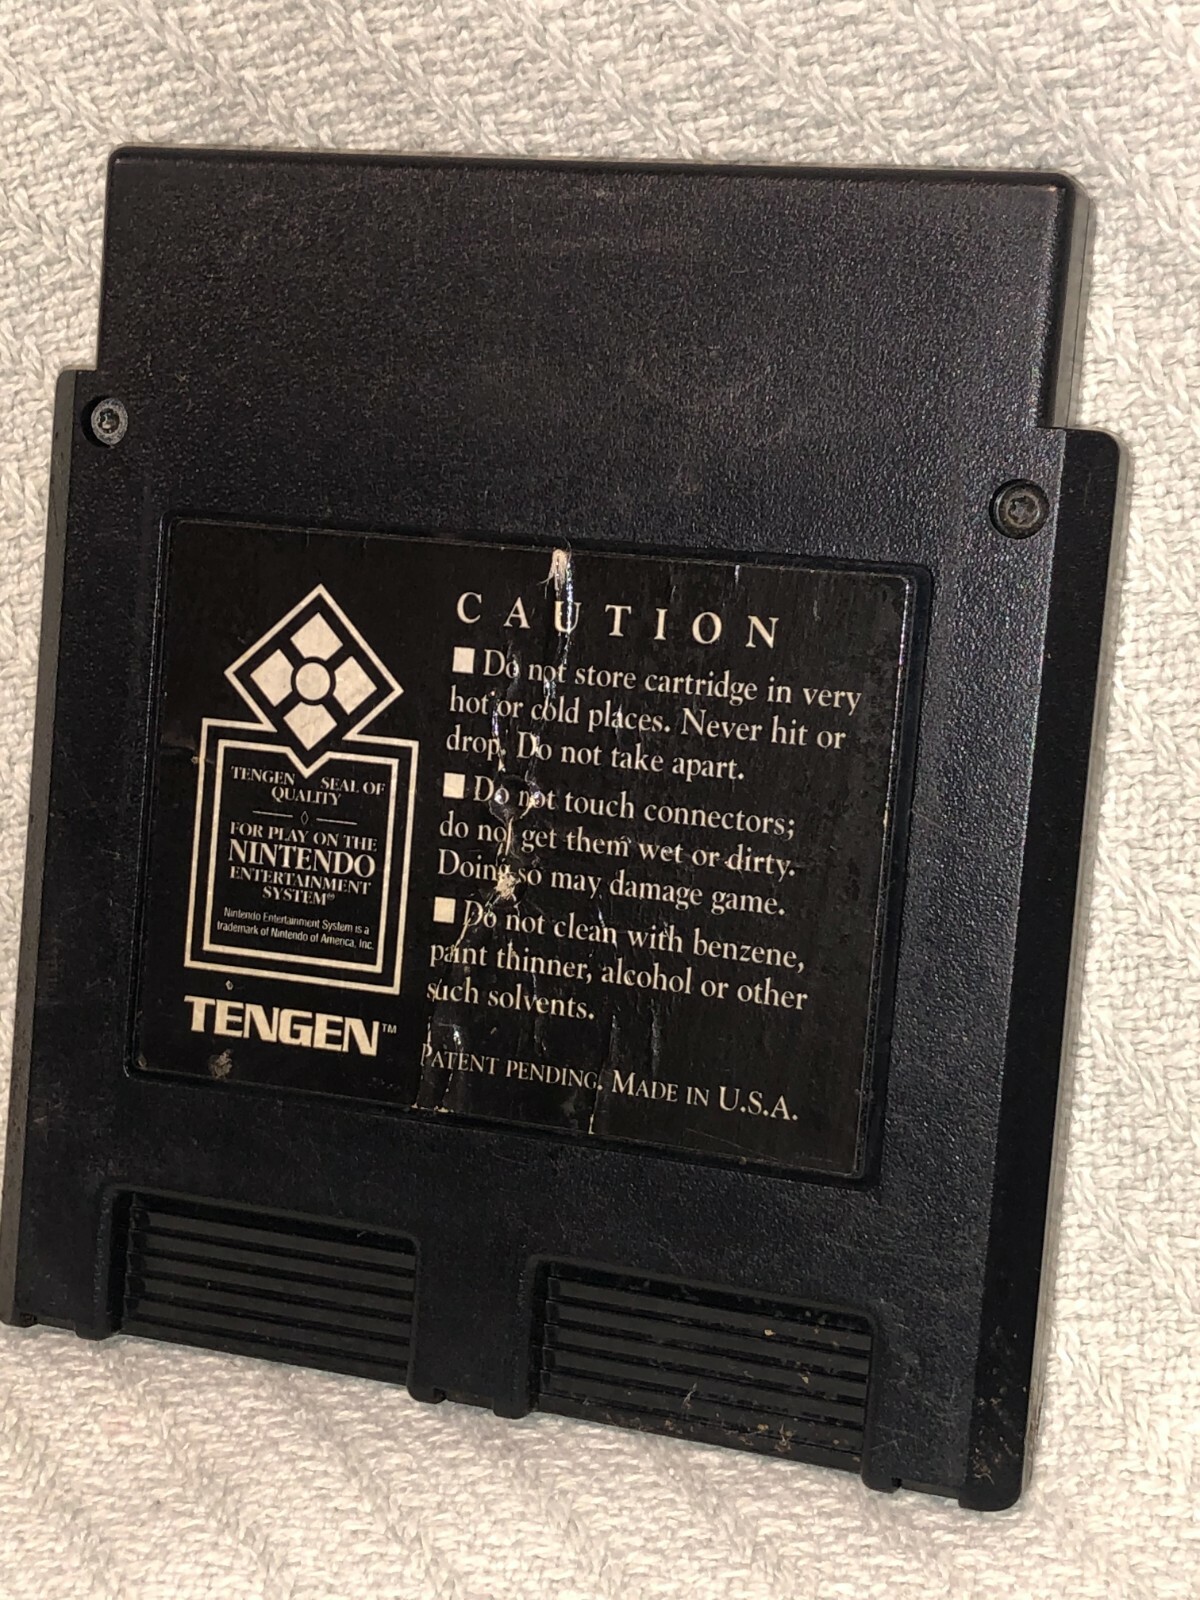 CAUTION
■ Do not store cartridge in very
hot or cold places. Never hit or
drop. Do not take apart.
■ Do not touch connectors;
do not get them wet or dirty.
Doing so may damage game.
■ Do not clean with benzene,
paint thinner, alcohol or other
such solvents.
PATENT PENDING. MADE IN U.S.A.
TENGEN SEAL OF
QUALITY
FOR PLAY ON THE
NINTENDO
ENTERTAINMENT
SYSTEM®
Nintendo Entertainment System is a
trademark of Nintendo of America, Inc.
TENGEN™